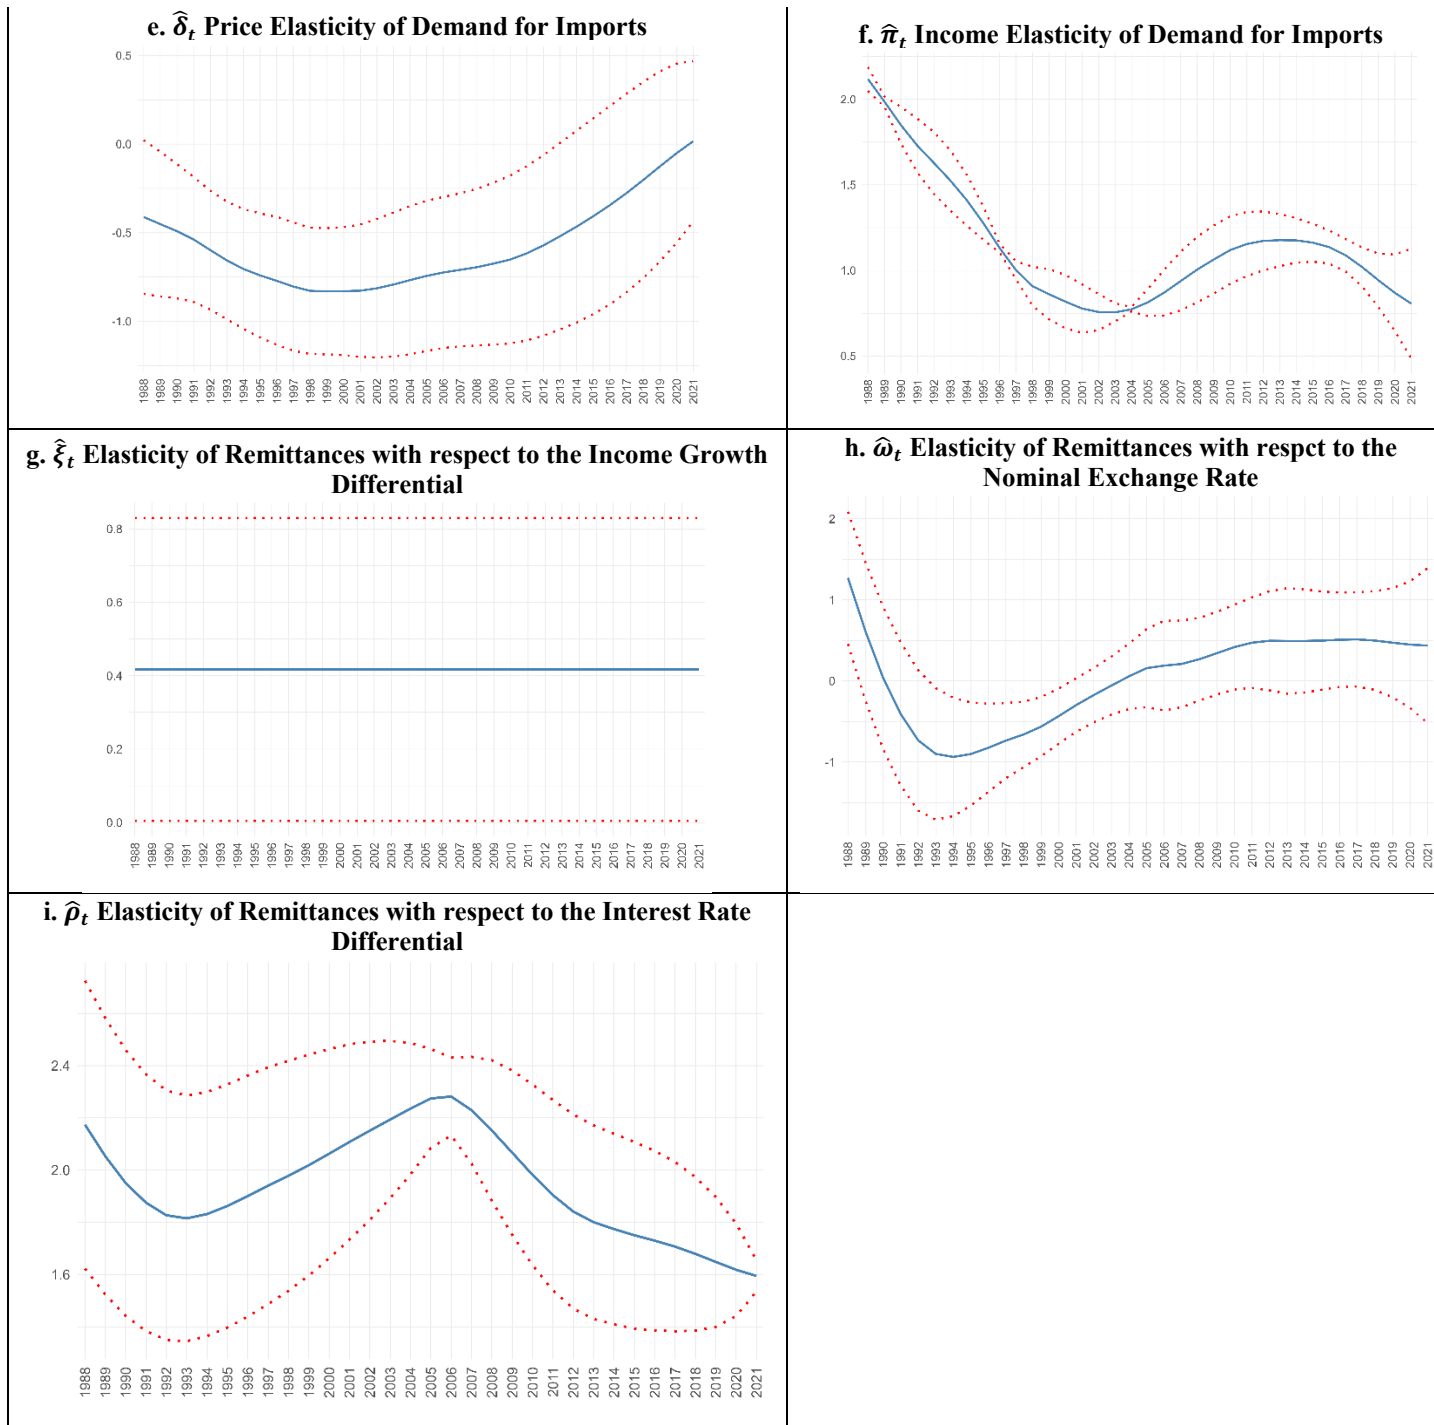 e. δ̂ₜ Price Elasticity of Demand for Imports
0.5
0.0
-0.5
-1.0
1988 1989 1990 1991 1992 1993 1994 1995 1996 1997 1998 1999 2000 2001 2002 2003 2004 2005 2006 2007 2008 2009 2010 2011 2012 2013 2014 2015 2016 2017 2018 2019 2020 2021
f. π̂ₜ Income Elasticity of Demand for Imports
2.0
1.5
1.0
0.5
1988 1989 1990 1991 1992 1993 1994 1995 1996 1997 1998 1999 2000 2001 2002 2003 2004 2005 2006 2007 2008 2009 2010 2011 2012 2013 2014 2015 2016 2017 2018 2019 2020 2021
g. ξ̂ₜ Elasticity of Remittances with respect to the Income Growth
Differential
0.8
0.6
0.4
0.2
0.0
1988 1989 1990 1991 1992 1993 1994 1995 1996 1997 1998 1999 2000 2001 2002 2003 2004 2005 2006 2007 2008 2009 2010 2011 2012 2013 2014 2015 2016 2017 2018 2019 2020 2021
h. ω̂ₜ Elasticity of Remittances with respct to the
Nominal Exchange Rate
2
1
0
-1
1988 1989 1990 1991 1992 1993 1994 1995 1996 1997 1998 1999 2000 2001 2002 2003 2004 2005 2006 2007 2008 2009 2010 2011 2012 2013 2014 2015 2016 2017 2018 2019 2020 2021
i. ρ̂ₜ Elasticity of Remittances with respect to the Interest Rate
Differential
2.4
2.0
1.6
1988 1989 1990 1991 1992 1993 1994 1995 1996 1997 1998 1999 2000 2001 2002 2003 2004 2005 2006 2007 2008 2009 2010 2011 2012 2013 2014 2015 2016 2017 2018 2019 2020 2021